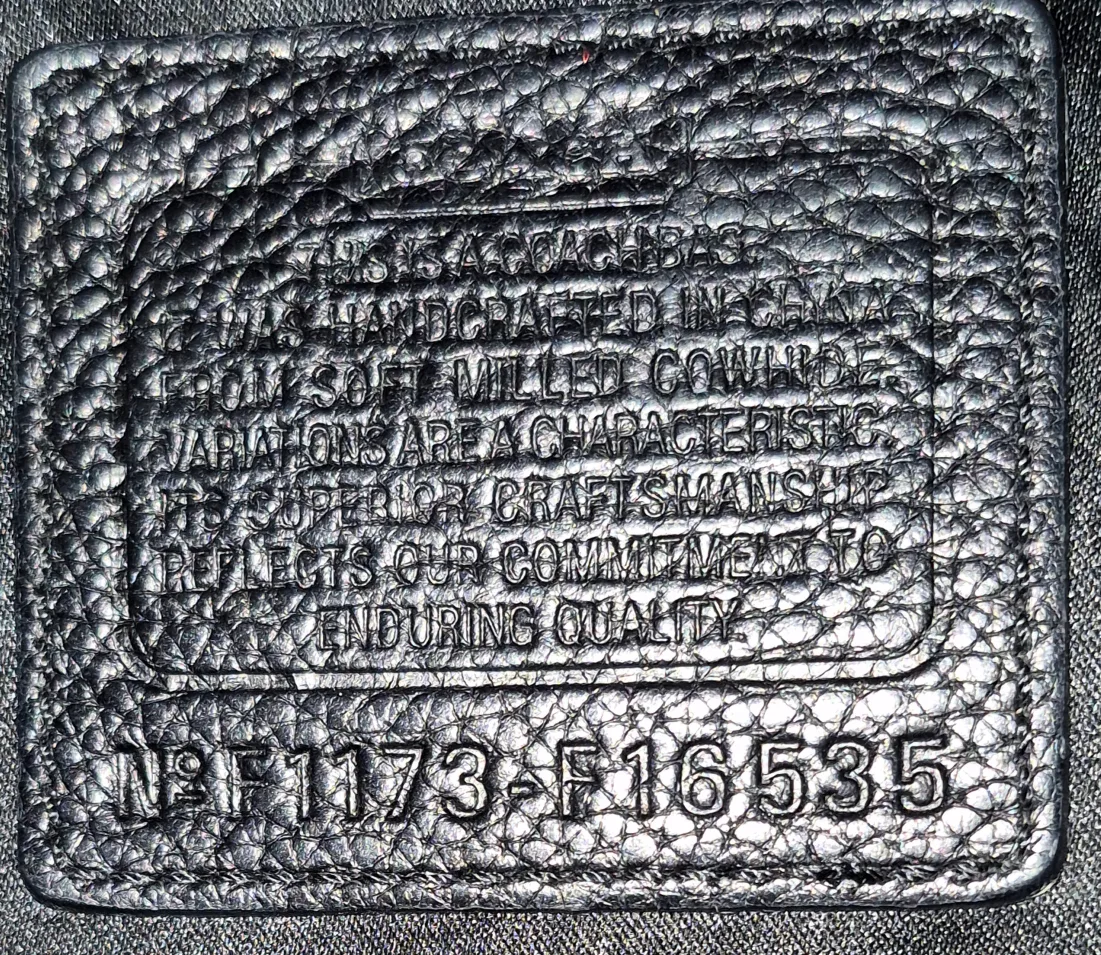 THIS IS A COACH BAG
IT WAS HANDCRAFTED IN CHINA
FROM SOFT MILLED COWHIDE.
VARIATIONS ARE A CHARACTERISTIC.
ITS SUPERIOR CRAFTSMANSHIP
REFLECTS OUR COMMITMENT TO
ENDURING QUALITY.
Nº F1173-F16535